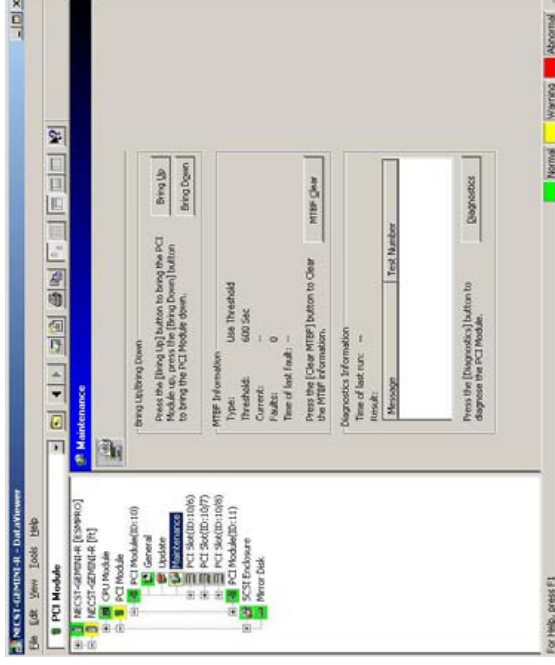 NECST-GEMINI-R - DataViewer
File Edit View Tools Help
PCI Module
NECST-GEMINI-R [ESMPRO]
NECST-GEMINI-R [ft]
CPU Module
PCI Module
PCI Module(ID:10)
General
Update
Maintenance
PCI Slot(ID:10/6)
PCI Slot(ID:10/7)
PCI Slot(ID:10/8)
PCI Module(ID:11)
SCSI Enclosure
Mirror Disk
Maintenance
Bring Up/Bring Down
Press the [Bring Up] button to bring the PCI
Module up, press the [Bring Down] button
to bring the PCI Module down.
Bring Up
Bring Down
MTBF Information
Type: Use Threshold
Threshold: 600 Sec
Current: --
Faults: 0
Time of last fault: --
Press the [Clear MTBF] button to Clear
the MTBF information.
MTBF Clear
Diagnostics Information
Time of last run: --
Result:
Message Test Number
Press the [Diagnostics] button to
diagnose the PCI Module.
Diagnostics
For Help, press F1
Normal Warning Abnormal